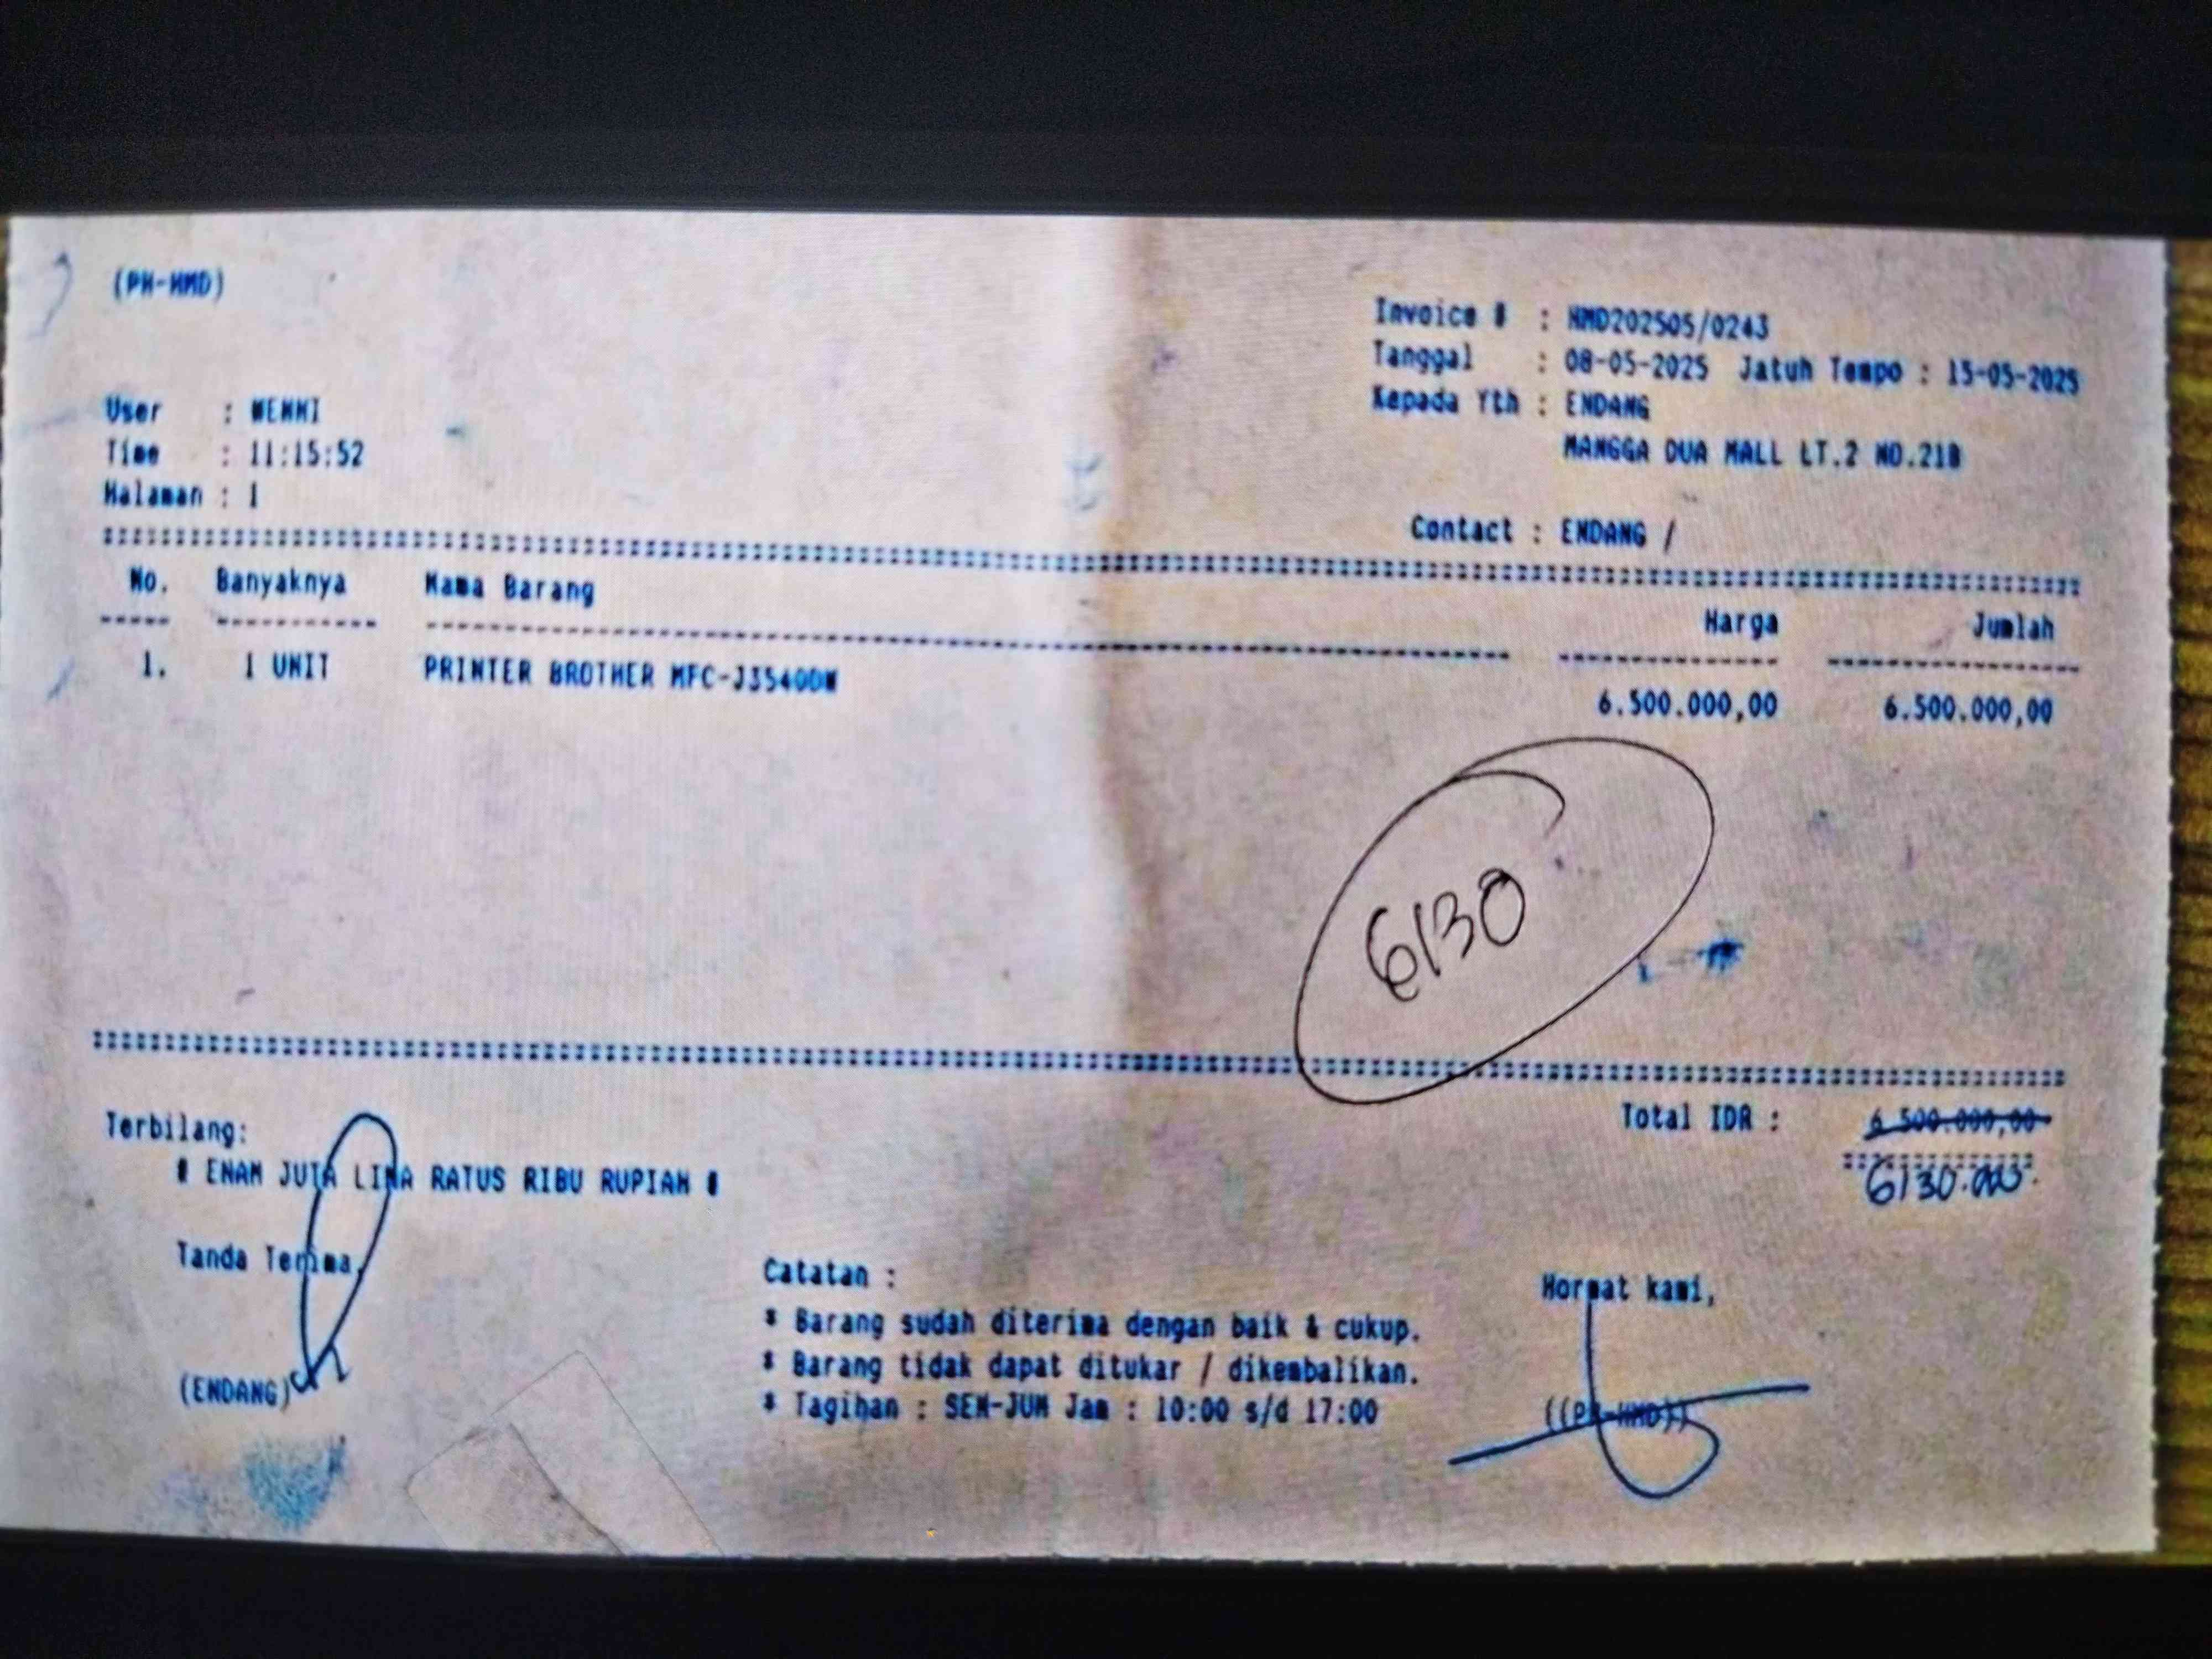 (PH-HMD)
Invoice # : HMD202505/0243
Tanggal : 08-05-2025 Jatuh Tempo : 15-05-2025
Kepada Yth : ENDANG
MANGGA DUA MALL LT.2 NO.21B
User : WENNI
Time : 11:15:52
Halaman : 1
Contact : ENDANG /
No. Banyaknya Nama Barang Harga Jumlah
1. 1 UNIT PRINTER BROTHER MFC-J3540DW 6.500.000,00 6.500.000,00
6130
Total IDR : 6.500.000,00
6130.000.
Terbilang:
# ENAM JUTA LIMA RATUS RIBU RUPIAH #
Tanda Terima,
(ENDANG)
Catatan :
* Barang sudah diterima dengan baik & cukup.
* Barang tidak dapat ditukar / dikembalikan.
* Tagihan : SEN-JUM Jam : 10:00 s/d 17:00
Hormat kami,
((PH-HMD))